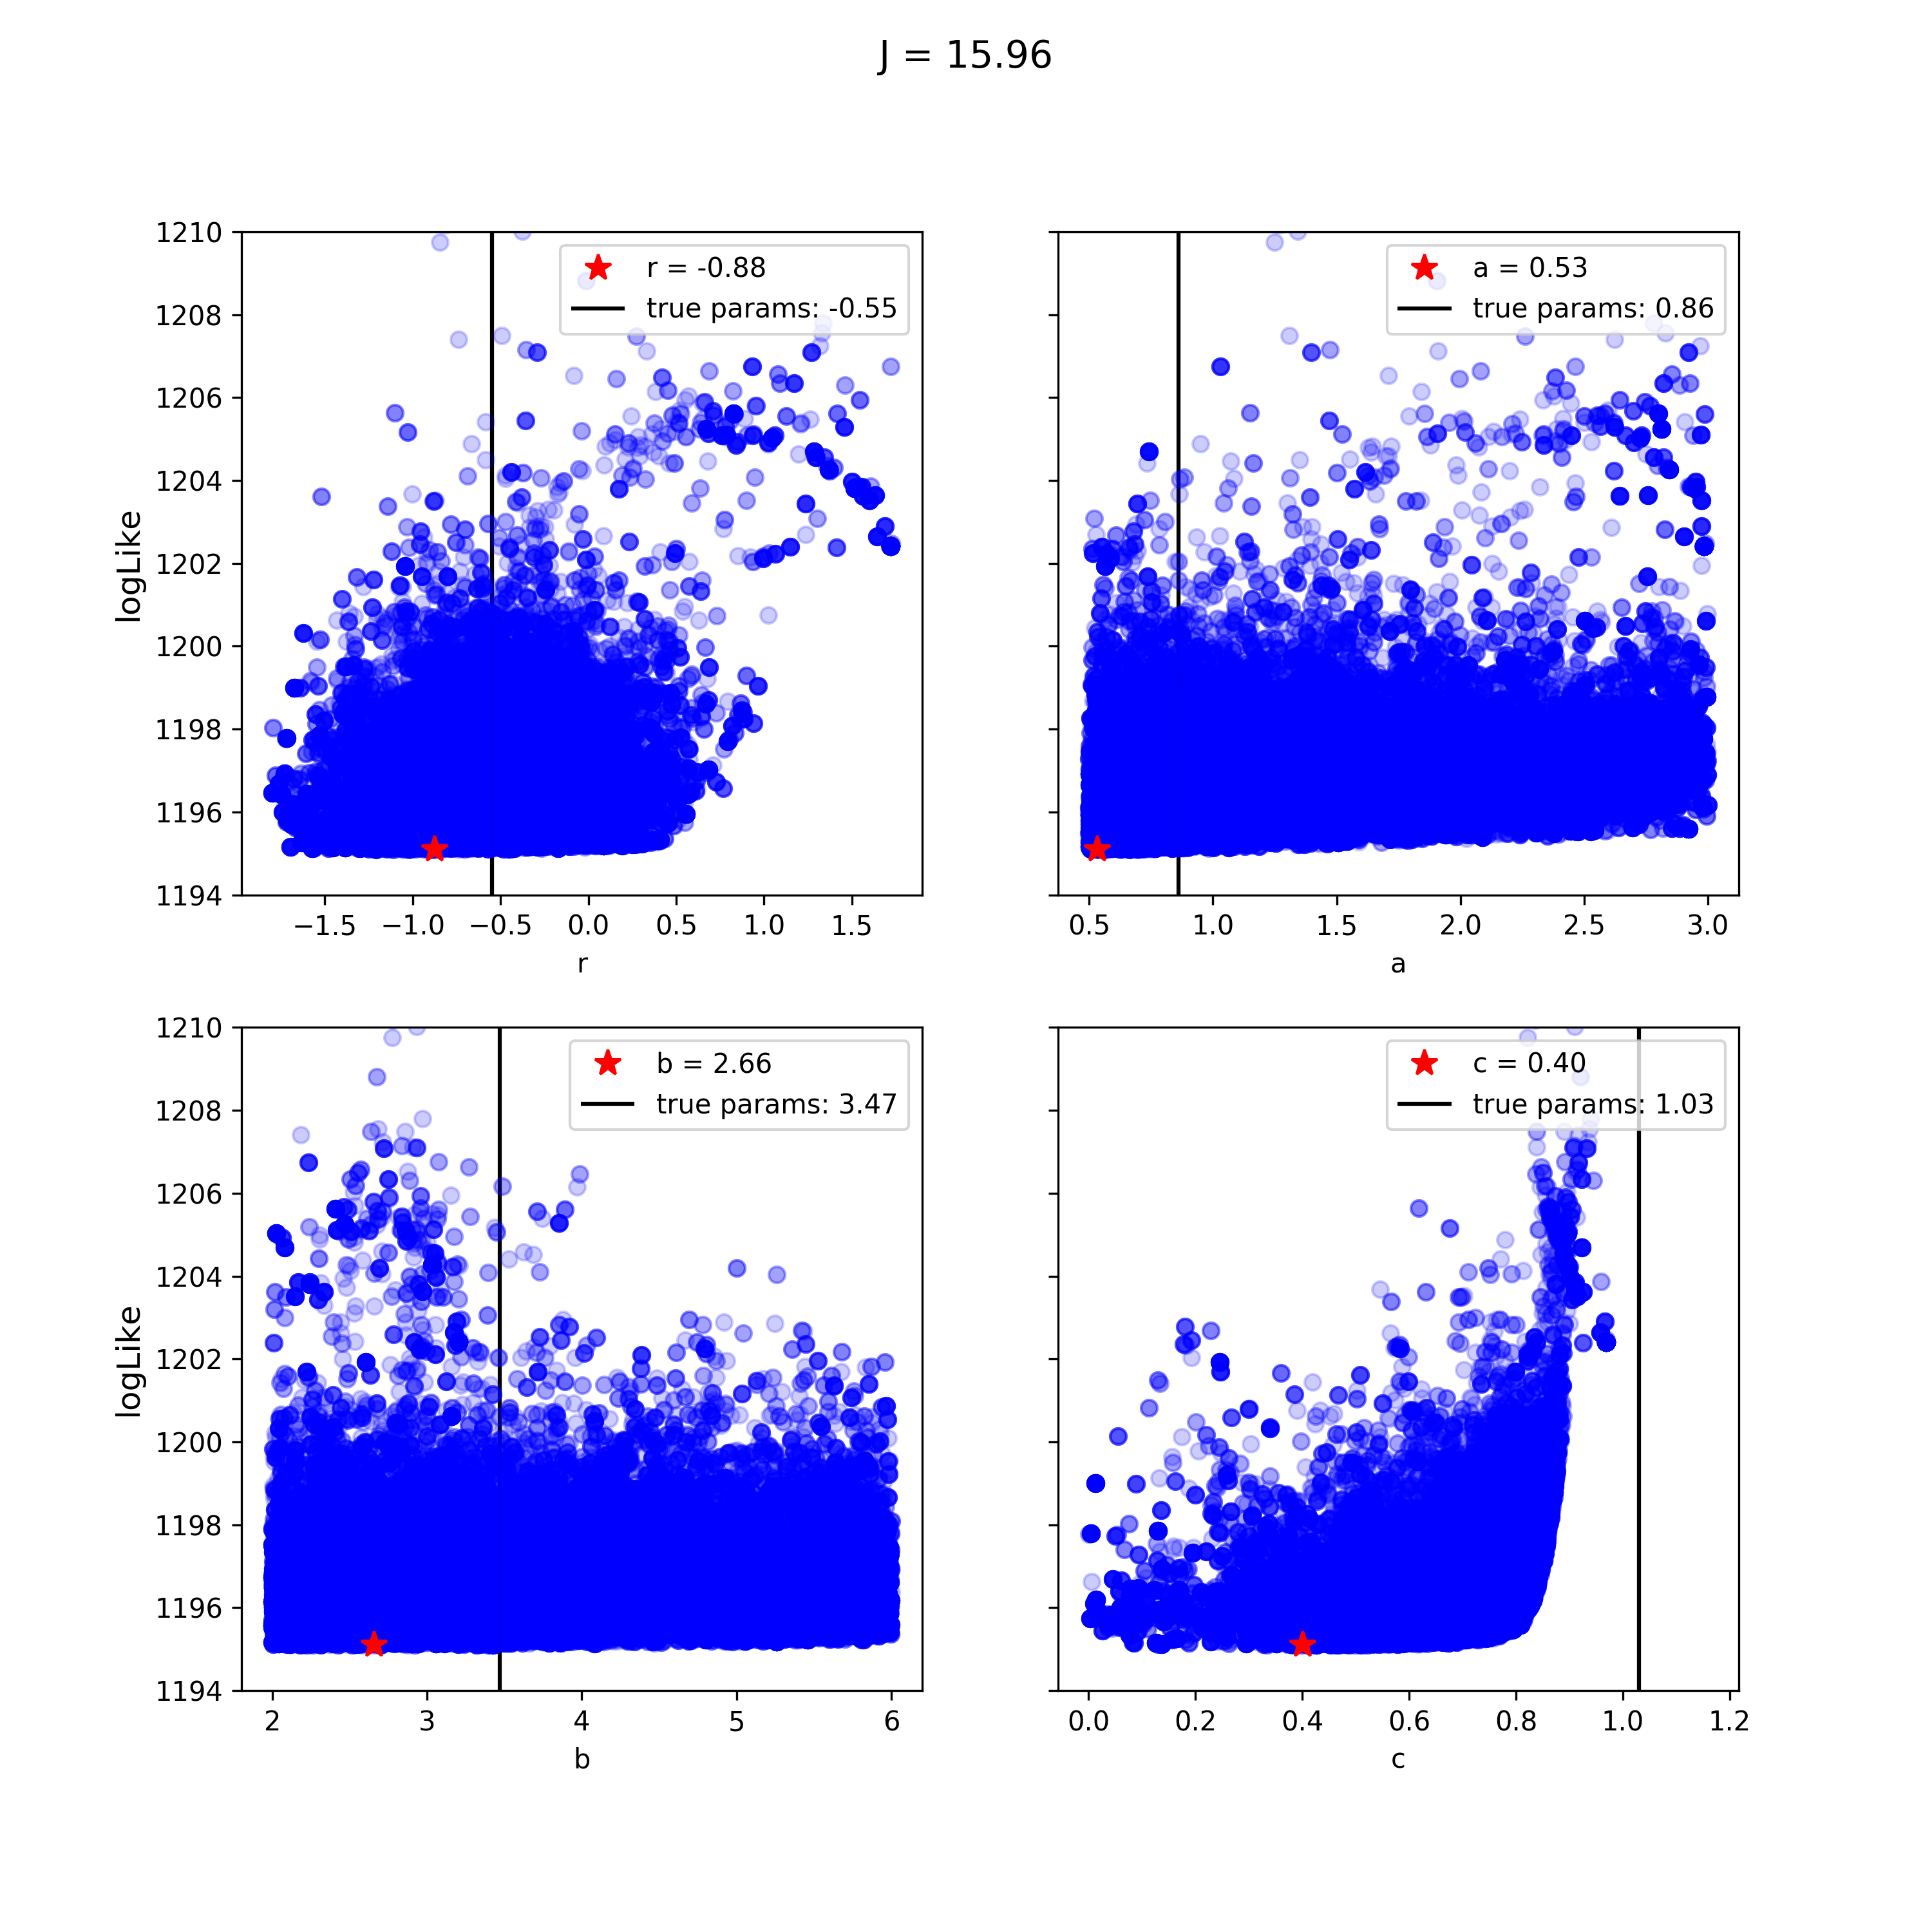 J = 15.96
1210
1208
1206
1204
1202
1200
1198
1196
1194
logLike
r = -0.88
true params: -0.55
−1.5 −1.0 −0.5 0.0 0.5 1.0 1.5
r
a = 0.53
true params: 0.86
0.5 1.0 1.5 2.0 2.5 3.0
a
1210
1208
1206
1204
1202
1200
1198
1196
1194
logLike
b = 2.66
true params: 3.47
2 3 4 5 6
b
c = 0.40
true params: 1.03
0.0 0.2 0.4 0.6 0.8 1.0 1.2
c